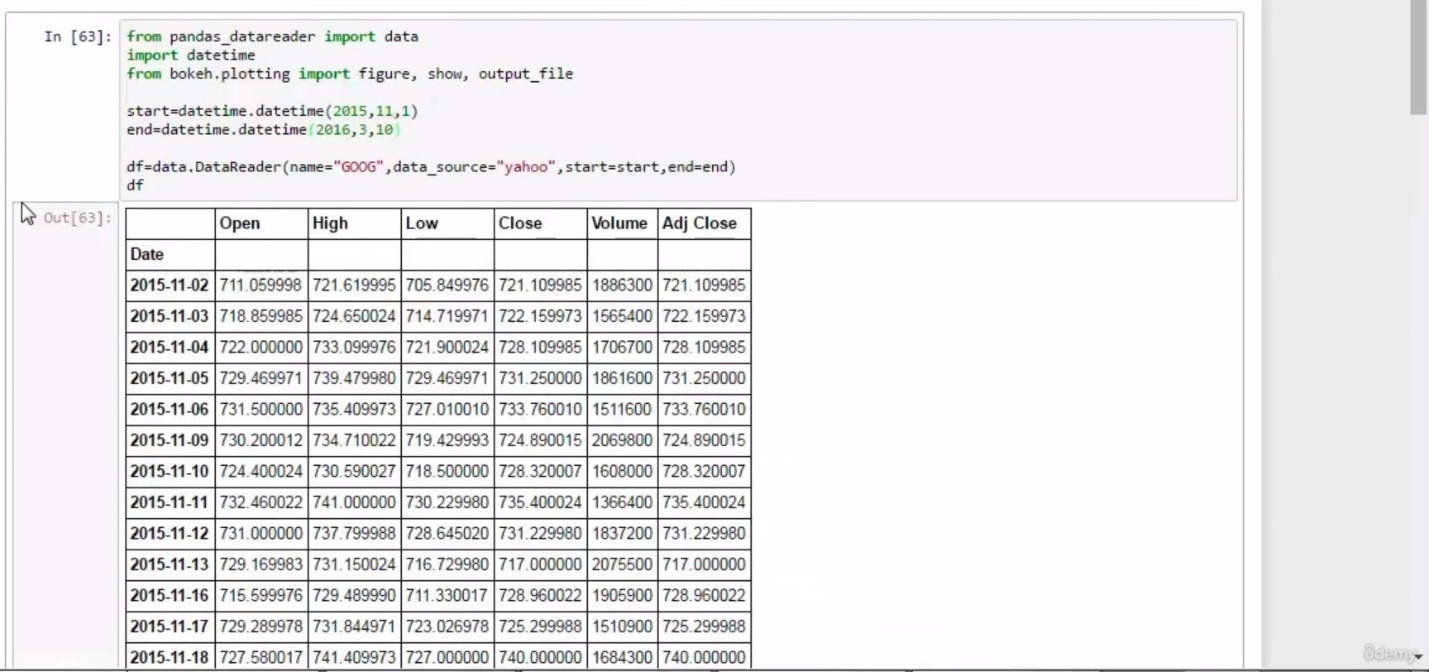 In [63]: from pandas_datareader import data
import datetime
from bokeh.plotting import figure, show, output_file
start=datetime.datetime(2015,11,1)
end=datetime.datetime(2016,3,10)
df=data.DataReader(name="GOOG",data_source="yahoo",start=start,end=end)
df
Out[63]:
Open High Low Close Volume Adj Close
Date
2015-11-02 711.059998 721.619995 705.849976 721.109985 1886300 721.109985
2015-11-03 718.859985 724.650024 714.719971 722.159973 1565400 722.159973
2015-11-04 722.000000 733.099976 721.900024 728.109985 1706700 728.109985
2015-11-05 729.469971 739.479980 729.469971 731.250000 1861600 731.250000
2015-11-06 731.500000 735.409973 727.010010 733.760010 1511600 733.760010
2015-11-09 730.200012 734.710022 719.429993 724.890015 2069800 724.890015
2015-11-10 724.400024 730.590027 718.500000 728.320007 1608000 728.320007
2015-11-11 732.460022 741.000000 730.229980 735.400024 1366400 735.400024
2015-11-12 731.000000 737.799988 728.645020 731.229980 1837200 731.229980
2015-11-13 729.169983 731.150024 716.729980 717.000000 2075500 717.000000
2015-11-16 715.599976 729.489990 711.330017 728.960022 1905900 728.960022
2015-11-17 729.289978 731.844971 723.026978 725.299988 1510900 725.299988
2015-11-18 727.580017 741.409973 727.000000 740.000000 1684300 740.000000
ûdemy